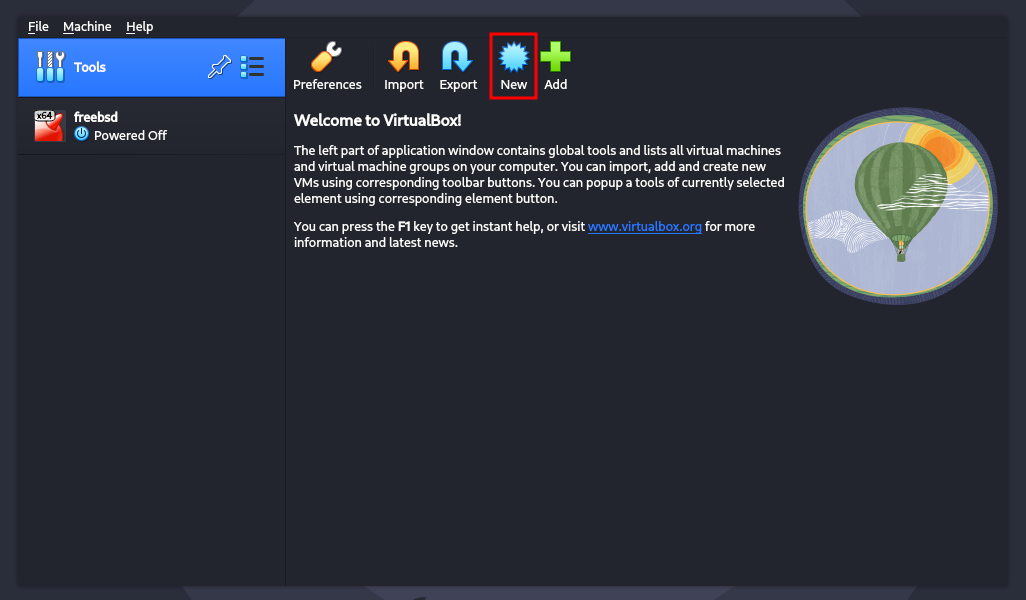 File Machine Help
Tools
Preferences Import Export New Add
x64
freebsd
Powered Off
Welcome to VirtualBox!
The left part of application window contains global tools and lists all virtual machines
and virtual machine groups on your computer. You can import, add and create new
VMs using corresponding toolbar buttons. You can popup a tools of currently selected
element using corresponding element button.
You can press the F1 key to get instant help, or visit www.virtualbox.org for more
information and latest news.